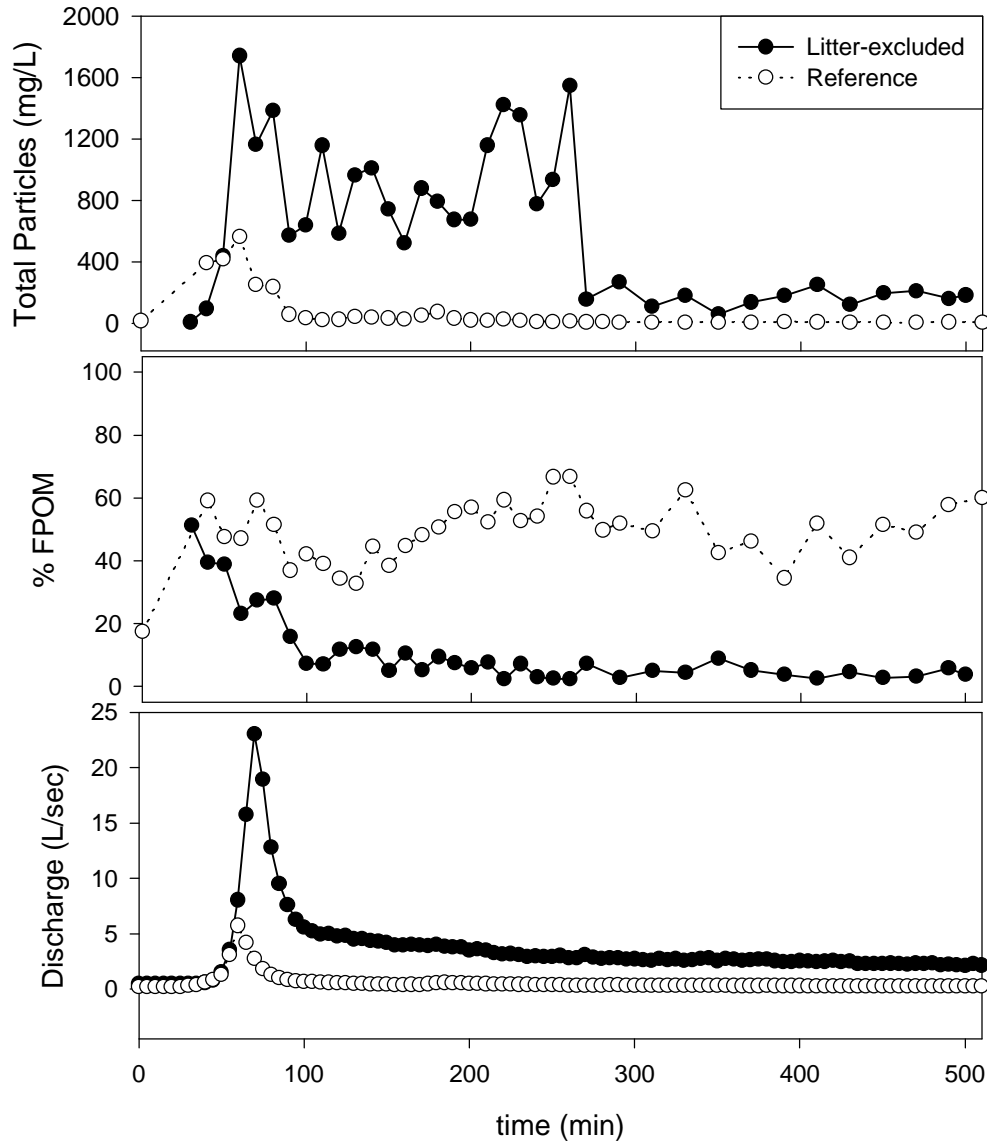 Litter-excluded
Reference
Total Particles (mg/L)
2000
1600
1200
800
400
0
% FPOM
100
80
60
40
20
0
Discharge (L/sec)
25
20
15
10
5
0
0 100 200 300 400 500
time (min)